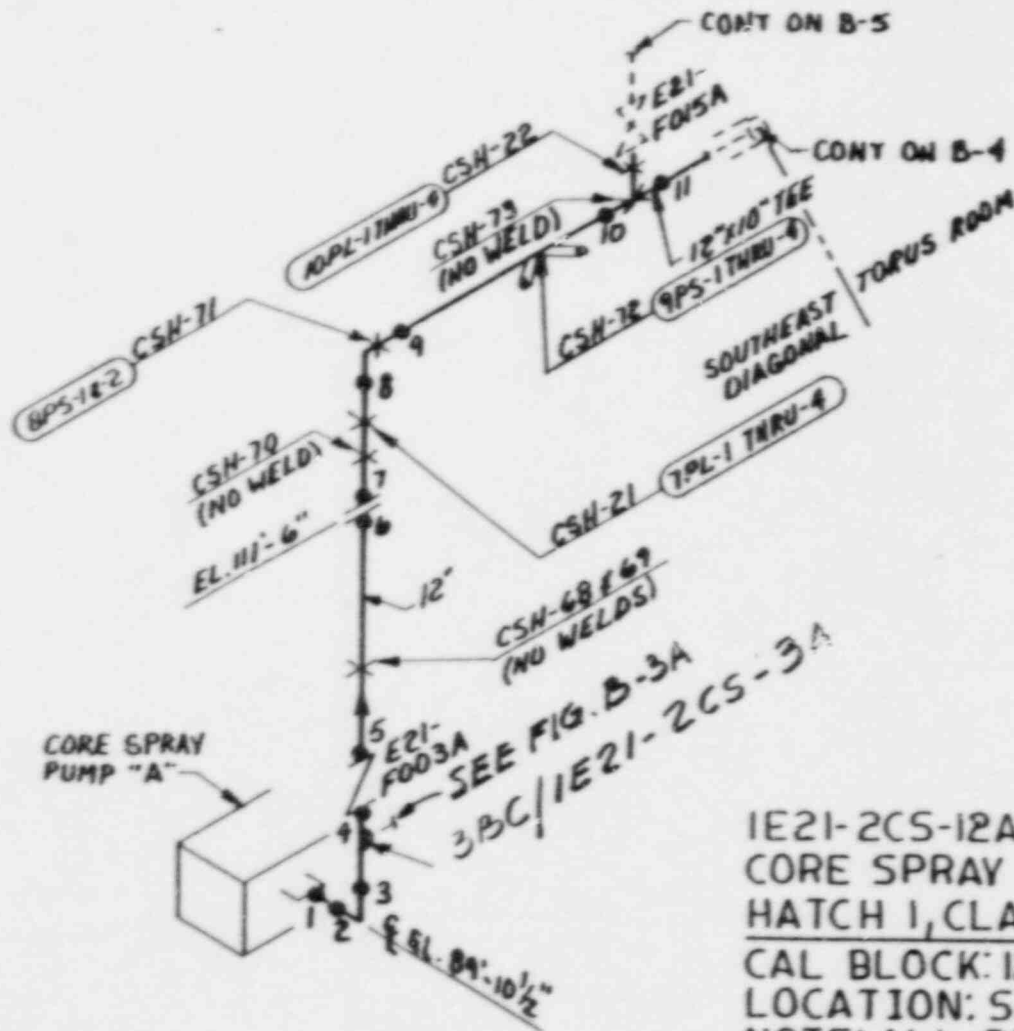 CONT ON B-5
E21-
F015A
CONT ON B-4
CSH-22
10PL-1 THRU-4
CSH-73
(NO WELD)
11
10
12"X10" TEE
6
CSH-72
9PS-1 THRU-4
SOUTHEAST
DIAGONAL
TORUS ROOM
CSH-71
8PS-1&-2
9
8
CSH-70
(NO WELD)
7
6
EL. 111'-6"
CSH-21
7PL-1 THRU-4
12"
CSH-68 & 69
(NO WELDS)
CORE SPRAY
PUMP "A"
5
E21-
F003A
SEE FIG. B-3A
3BC/1E21-2CS-3A
4
3
1
2
℄ EL. 89'-10½"
1E21-2CS-12A
CORE SPRAY
HATCH 1, CLA
CAL BLOCK: 1
LOCATION: S